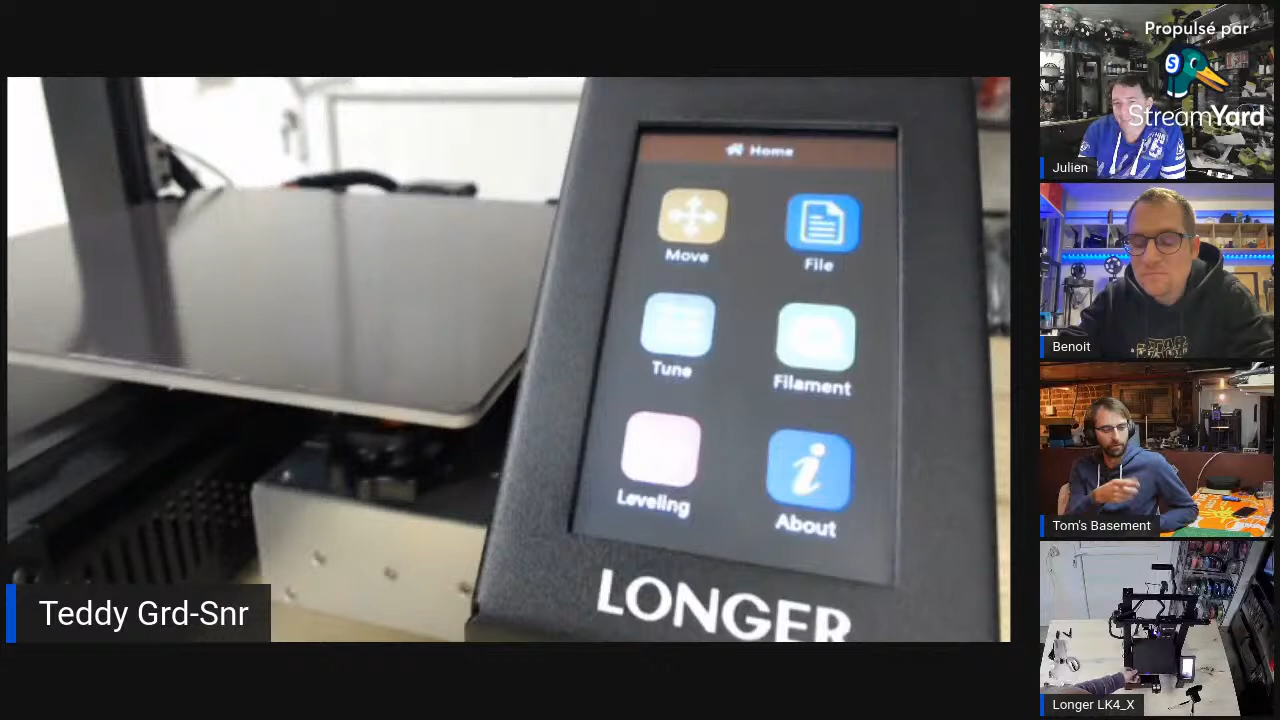 Home
Move
File
Tune
Filament
Leveling
About
LONGER
Teddy Grd-Snr
Propulsé par
S
StreamYard
Julien
STAR
Benoit
Tom's Basement
Longer LK4_X